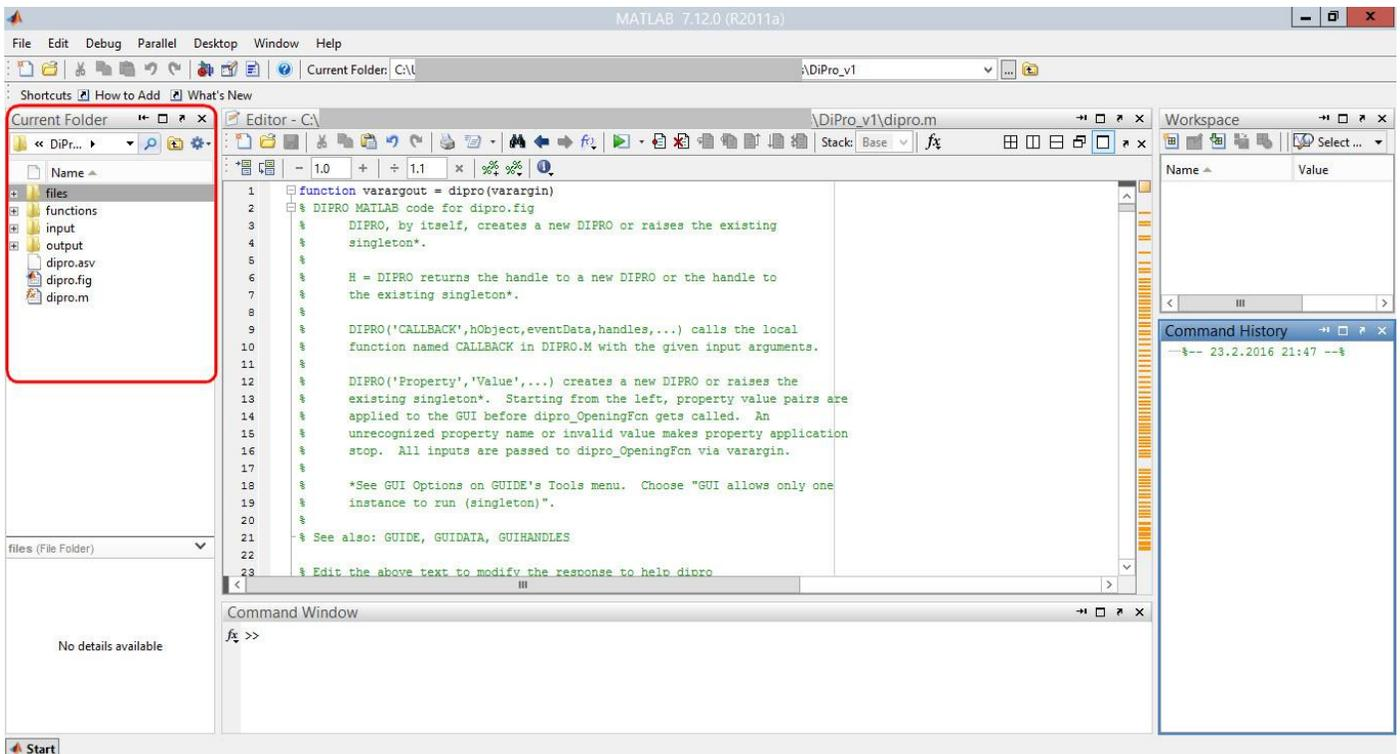 MATLAB 7.12.0 (R2011a)
File Edit Debug Parallel Desktop Window Help
Current Folder: C:\U :\DiPro_v1
Shortcuts How to Add What's New
Current Folder
« DiPr...
Name
files
functions
input
output
dipro.asv
dipro.fig
dipro.m
files (File Folder)
No details available
Editor - C:\ \DiPro_v1\dipro.m
Stack: Base fx
- 1.0 + ÷ 1.1 ×
1 function varargout = dipro(varargin)
2 % DIPRO MATLAB code for dipro.fig
3 % DIPRO, by itself, creates a new DIPRO or raises the existing
4 % singleton*.
5 %
6 % H = DIPRO returns the handle to a new DIPRO or the handle to
7 % the existing singleton*.
8 %
9 % DIPRO('CALLBACK',hObject,eventData,handles,...) calls the local
10 % function named CALLBACK in DIPRO.M with the given input arguments.
11 %
12 % DIPRO('Property','Value',...) creates a new DIPRO or raises the
13 % existing singleton*. Starting from the left, property value pairs are
14 % applied to the GUI before dipro_OpeningFcn gets called. An
15 % unrecognized property name or invalid value makes property application
16 % stop. All inputs are passed to dipro_OpeningFcn via varargin.
17 %
18 % *See GUI Options on GUIDE's Tools menu. Choose "GUI allows only one
19 % instance to run (singleton)".
20 %
21 % See also: GUIDE, GUIDATA, GUIHANDLES
22
23 % Edit the above text to modify the response to help dipro
Command Window
fx >>
Workspace
Select ...
Name Value
Command History
%-- 23.2.2016 21:47 --%
Start